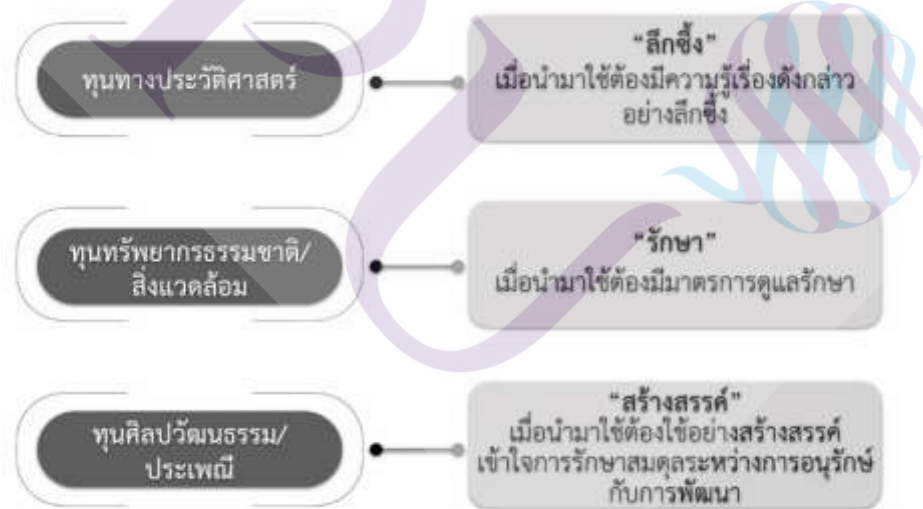 ทุนทางประวัติศาสตร์
“ลึกซึ้ง”
เมื่อนำมาใช้ต้องมีความรู้เรื่องดังกล่าว
อย่างลึกซึ้ง
ทุนทรัพยากรธรรมชาติ/
สิ่งแวดล้อม
“รักษา”
เมื่อนำมาใช้ต้องมีมาตรการดูแลรักษา
ทุนศิลปวัฒนธรรม/
ประเพณี
“สร้างสรรค์”
เมื่อนำมาใช้ต้องใช้อย่างสร้างสรรค์
เข้าใจการรักษาสมดุลระหว่างการอนุรักษ์
กับการพัฒนา